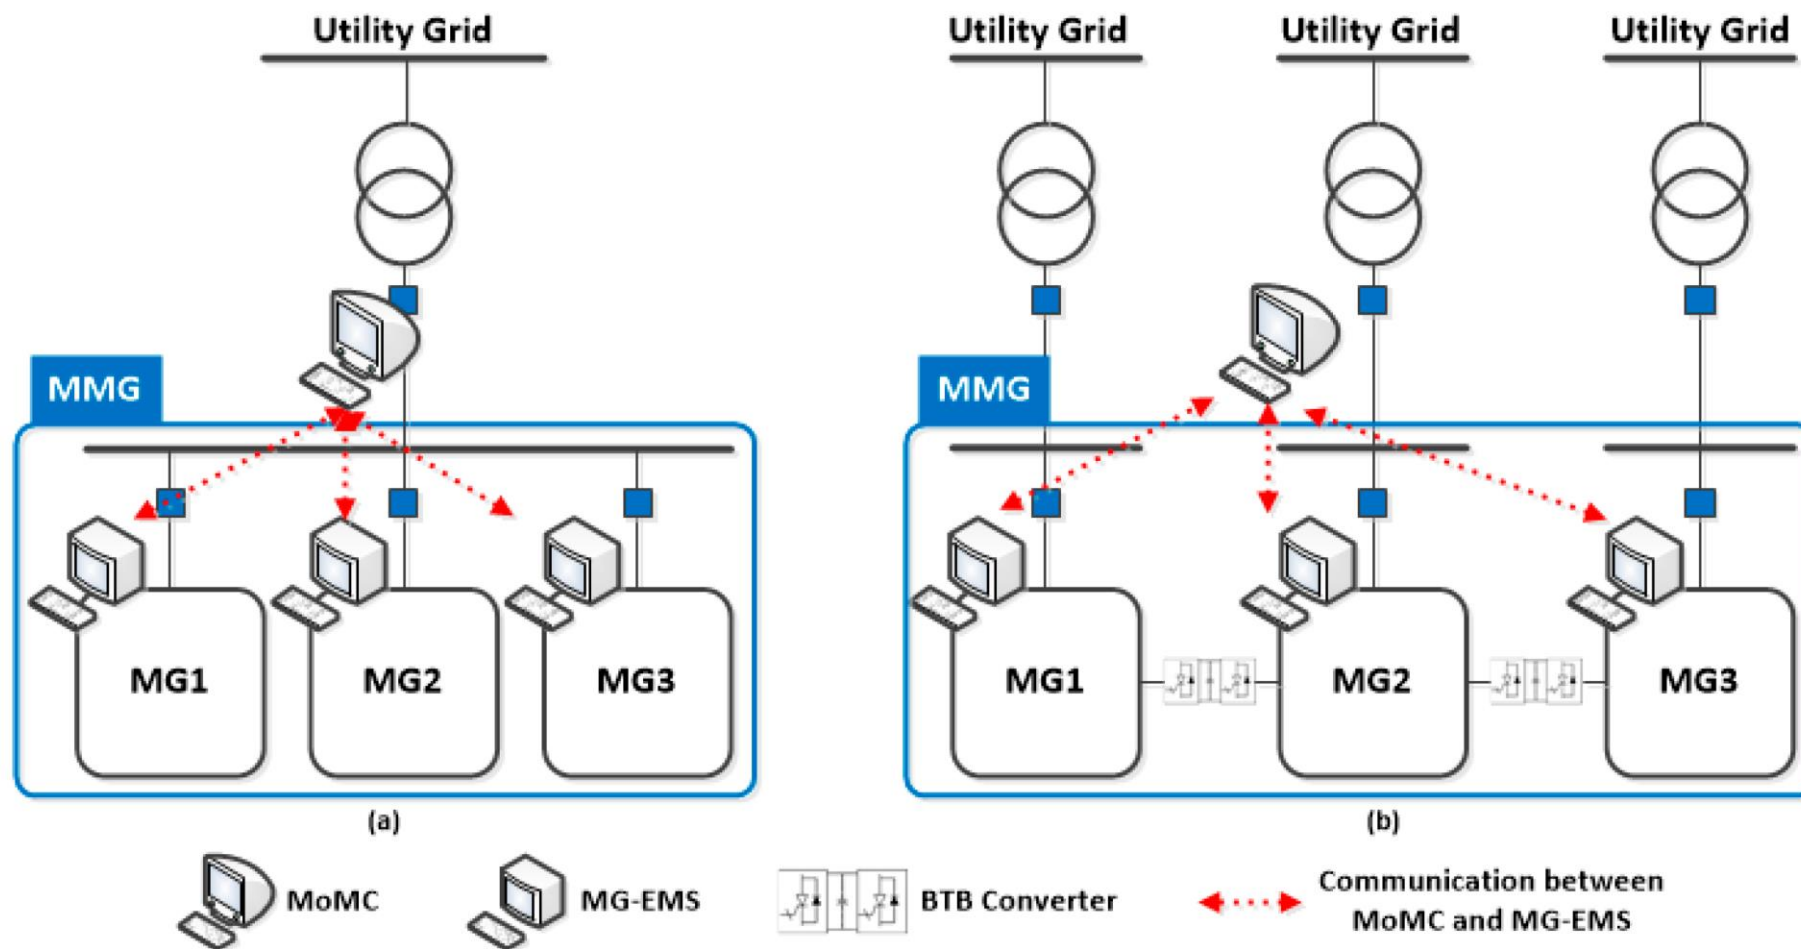 Utility Grid
Utility Grid
Utility Grid
Utility Grid
MMG
MMG
MG1
MG2
MG3
MG1
MG2
MG3
(a)
(b)
MoMC
MG-EMS
BTB Converter
Communication between
MoMC and MG-EMS